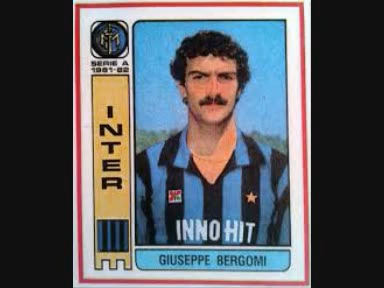 SERIE A
1981-82
INTER
INNO HIT
GIUSEPPE BERGOMI